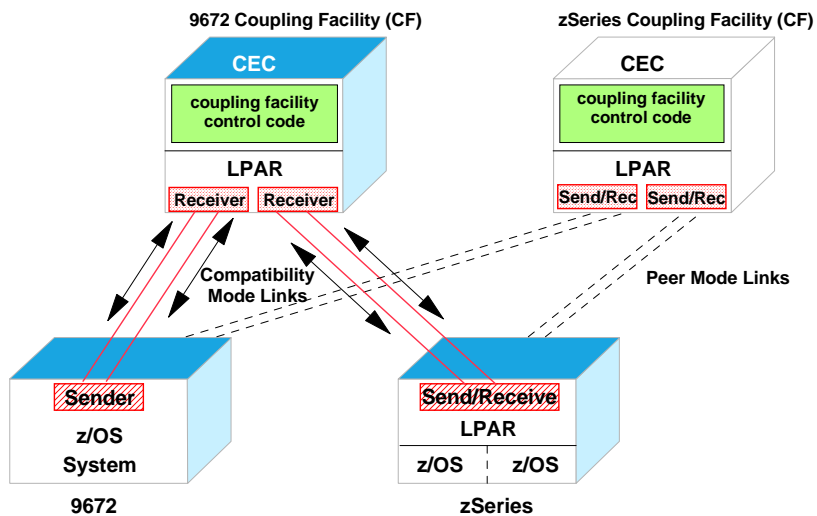 9672 Coupling Facility (CF)
zSeries Coupling Facility (CF)
CEC
coupling facility
control code
LPAR
Receiver
Receiver
CEC
coupling facility
control code
LPAR
Send/Rec
Send/Rec
Compatibility
Mode Links
Peer Mode Links
Sender
z/OS
System
9672
Send/Receive
LPAR
z/OS
z/OS
zSeries